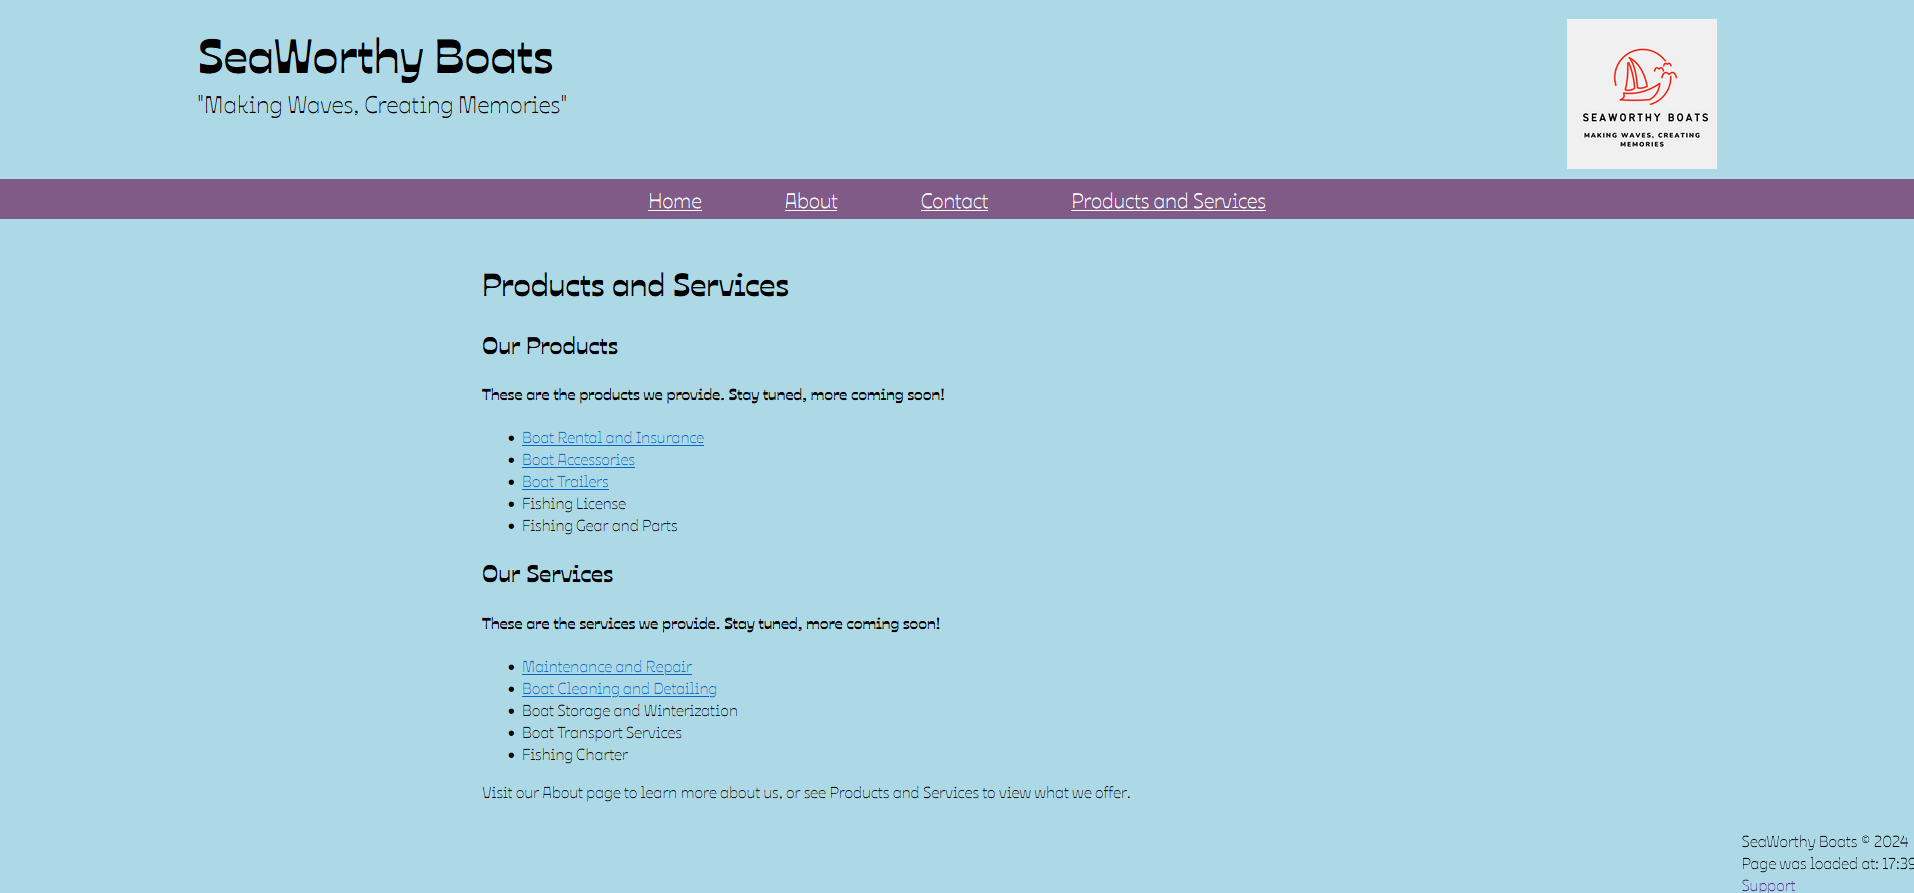 SeaWorthy Boats
"Making Waves, Creating Memories"
SEAWORTHY BOATS
MAKING WAVES, CREATING
MEMORIES
Home About Contact Products and Services
Products and Services
Our Products
These are the products we provide. Stay tuned, more coming soon!
Boat Rental and Insurance
Boat Accessories
Boat Trailers
Fishing License
Fishing Gear and Parts
Our Services
These are the services we provide. Stay tuned, more coming soon!
Maintenance and Repair
Boat Cleaning and Detailing
Boat Storage and Winterization
Boat Transport Services
Fishing Charter
Visit our About page to learn more about us, or see Products and Services to view what we offer.
SeaWorthy Boats © 2024
Page was loaded at: 17:39
Support